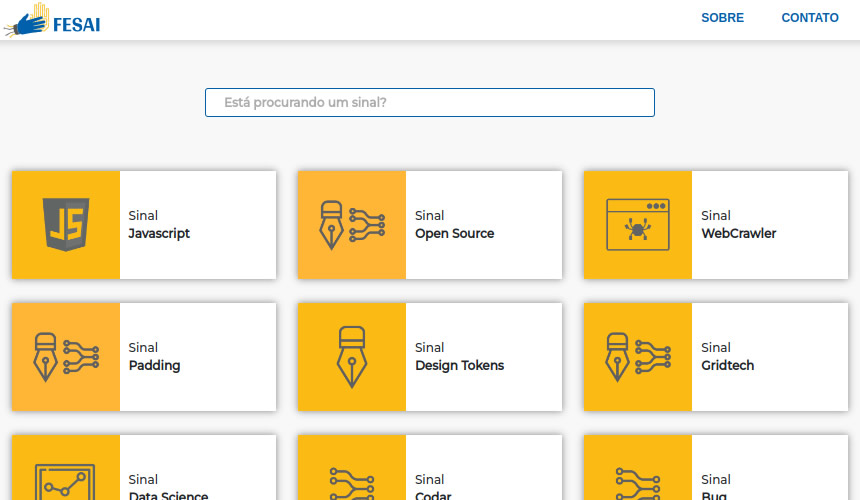 FESAI
SOBRE
CONTATO
Está procurando um sinal?
JS
Sinal
Javascript
Sinal
Open Source
Sinal
WebCrawler
Sinal
Padding
Sinal
Design Tokens
Sinal
Gridtech
Sinal
Data Science
Sinal
Codar
Sinal
Bug